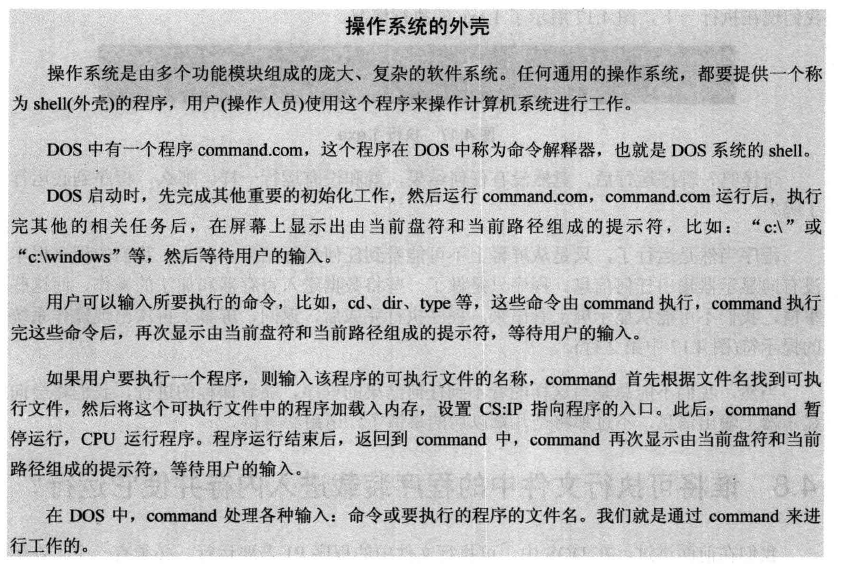 操作系统的外壳
操作系统是由多个功能模块组成的庞大、复杂的软件系统。任何通用的操作系统，都要提供一个称
为 shell(外壳)的程序，用户(操作人员)使用这个程序来操作计算机系统进行工作。
DOS 中有一个程序 command.com，这个程序在 DOS 中称为命令解释器，也就是 DOS 系统的 shell。
DOS 启动时，先完成其他重要的初始化工作，然后运行 command.com，command.com 运行后，执行
完其他的相关任务后，在屏幕上显示出由当前盘符和当前路径组成的提示符，比如：“c:\”或
“c:\windows”等，然后等待用户的输入。
用户可以输入所要执行的命令，比如，cd、dir、type 等，这些命令由 command 执行，command 执行
完这些命令后，再次显示由当前盘符和当前路径组成的提示符，等待用户的输入。
如果用户要执行一个程序，则输入该程序的可执行文件的名称，command 首先根据文件名找到可执
行文件，然后将这个可执行文件中的程序加载入内存，设置 CS:IP 指向程序的入口。此后，command 暂
停运行，CPU 运行程序。程序运行结束后，返回到 command 中，command 再次显示由当前盘符和当前
路径组成的提示符，等待用户的输入。
在 DOS 中，command 处理各种输入：命令或要执行的程序的文件名。我们就是通过 command 来进
行工作的。